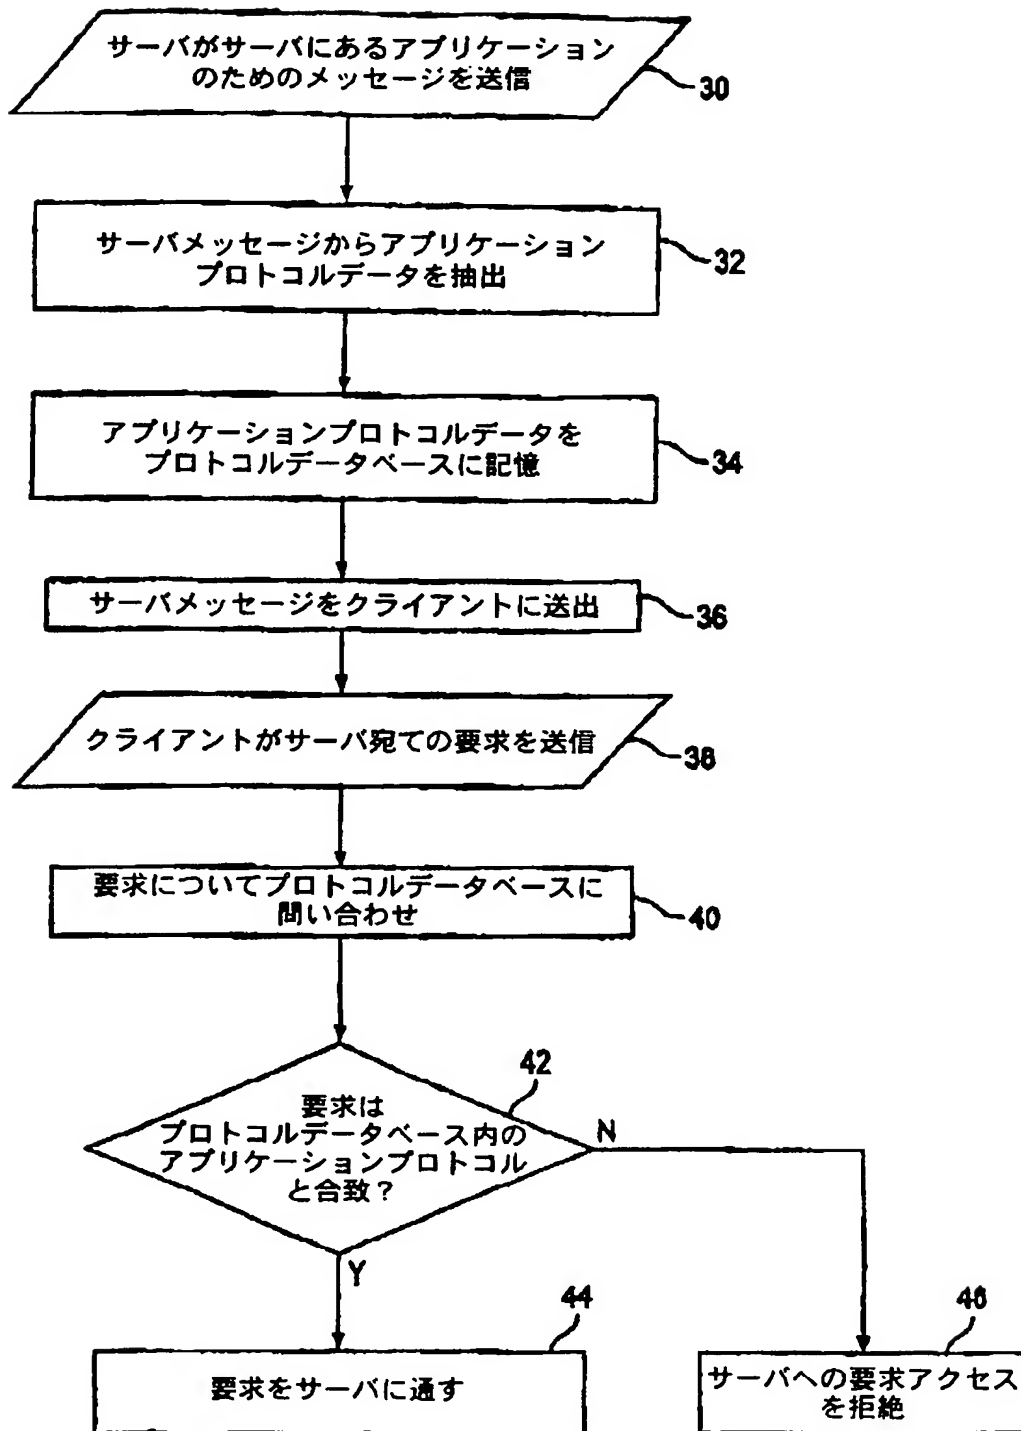 サーバがサーバにあるアプリケーション
のためのメッセージを送信
30
サーバメッセージからアプリケーション
プロトコルデータを抽出
32
アプリケーションプロトコルデータを
プロトコルデータベースに記憶
34
サーバメッセージをクライアントに送出
36
クライアントがサーバ宛ての要求を送信
38
要求についてプロトコルデータベースに
問い合わせ
40
42
要求は
プロトコルデータベース内の
アプリケーションプロトコル
と合致？
N
Y
44
要求をサーバに通す
46
サーバへの要求アクセス
を拒絶